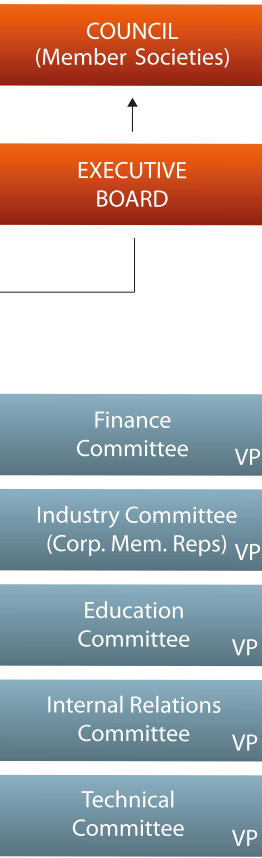 COUNCIL
(Member Societies)
EXECUTIVE
BOARD
Finance
Committee
VP
Industry Committee
(Corp. Mem. Reps)
VP
Education
Committee
VP
Internal Relations
Committee
VP
Technical
Committee
VP